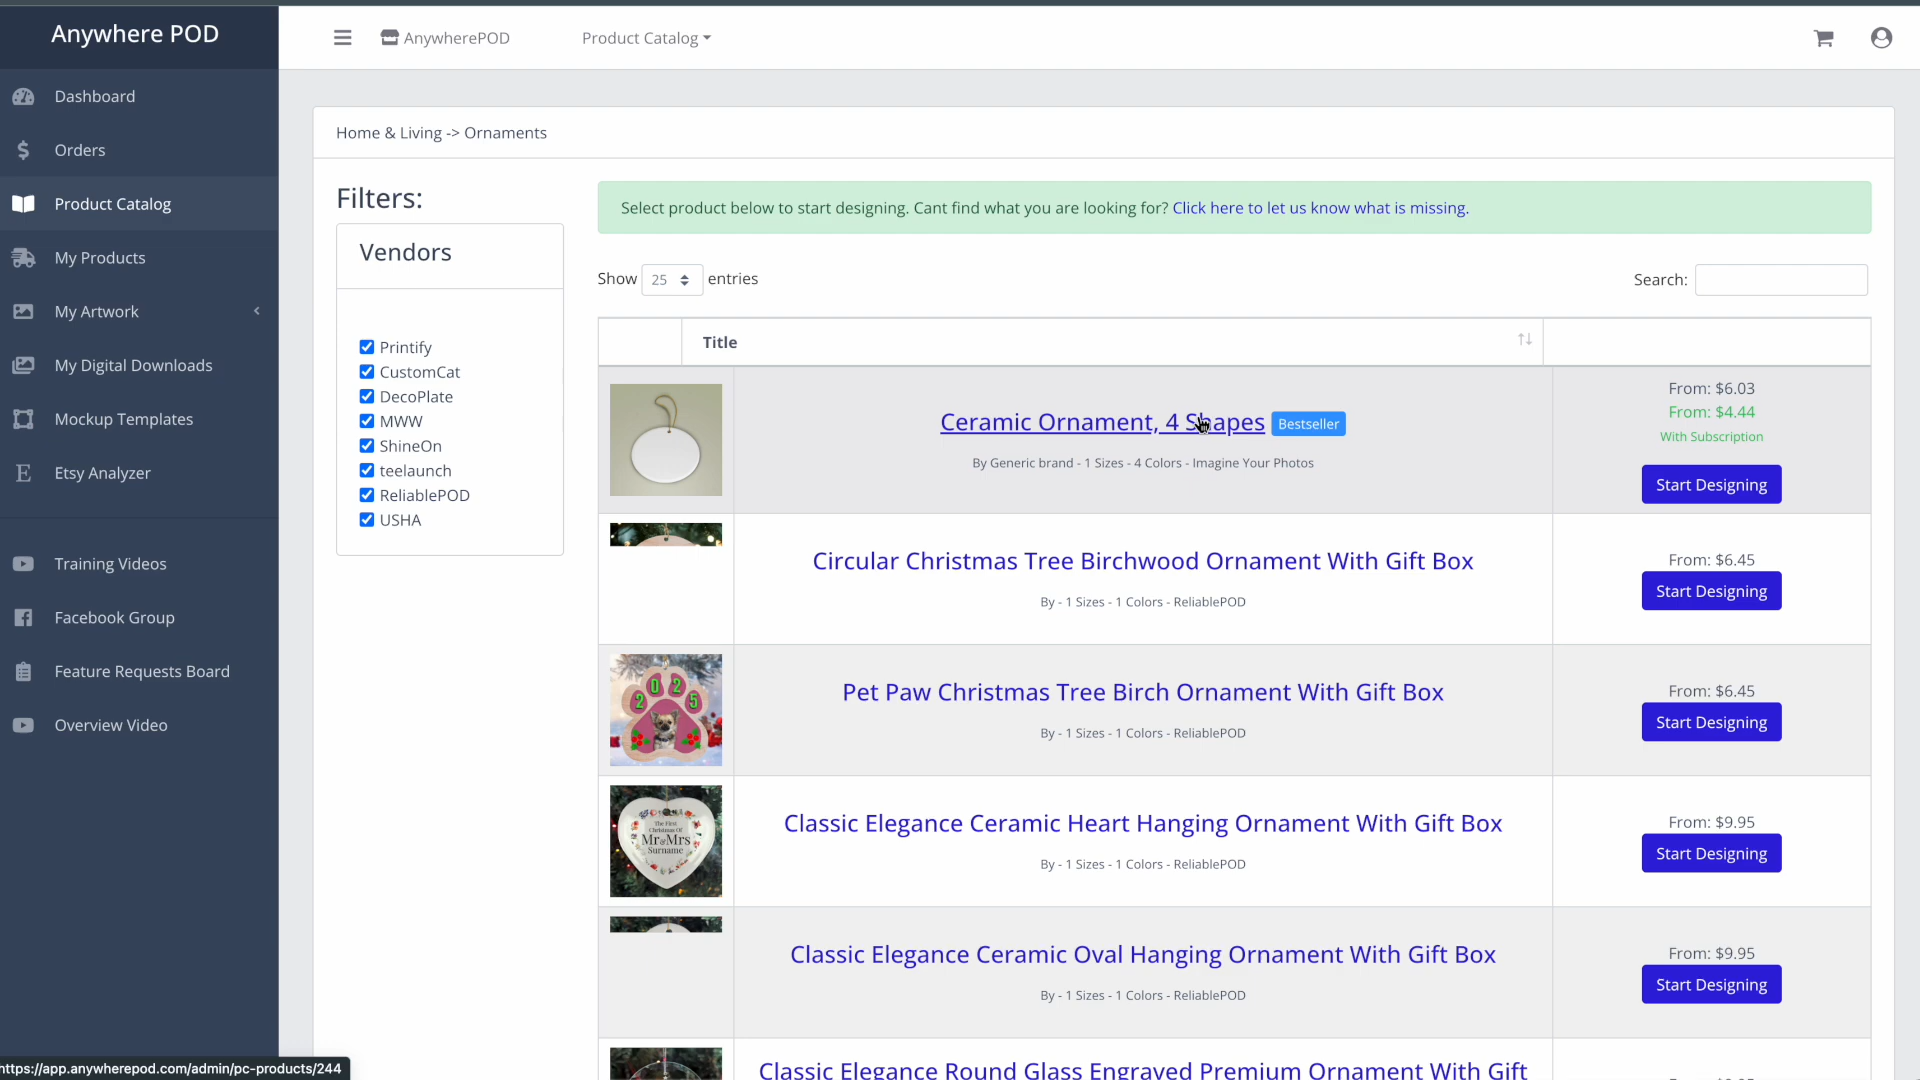 Anywhere POD
AnywherePOD
Product Catalog
Dashboard
Orders
Product Catalog
My Products
My Artwork
My Digital Downloads
Mockup Templates
Etsy Analyzer
Training Videos
Facebook Group
Feature Requests Board
Overview Video
Home & Living -> Ornaments
Filters:
Vendors
Printify
CustomCat
DecoPlate
MWW
ShineOn
teelaunch
ReliablePOD
USHA
Select product below to start designing. Cant find what you are looking for? Click here to let us know what is missing.
Show 25 entries
Search:
Title
Ceramic Ornament, 4 Shapes Bestseller
By Generic brand - 1 Sizes - 4 Colors - Imagine Your Photos
From: $6.03
From: $4.44
With Subscription
Start Designing
Circular Christmas Tree Birchwood Ornament With Gift Box
By - 1 Sizes - 1 Colors - ReliablePOD
From: $6.45
Start Designing
2025
Pet Paw Christmas Tree Birch Ornament With Gift Box
By - 1 Sizes - 1 Colors - ReliablePOD
From: $6.45
Start Designing
The First
Christmas Of
Mr & Mrs
Surname
Classic Elegance Ceramic Heart Hanging Ornament With Gift Box
By - 1 Sizes - 1 Colors - ReliablePOD
From: $9.95
Start Designing
Classic Elegance Ceramic Oval Hanging Ornament With Gift Box
By - 1 Sizes - 1 Colors - ReliablePOD
From: $9.95
Start Designing
Classic Elegance Round Glass Engraved Premium Ornament With Gift
https://app.anywherepod.com/admin/pc-products/244